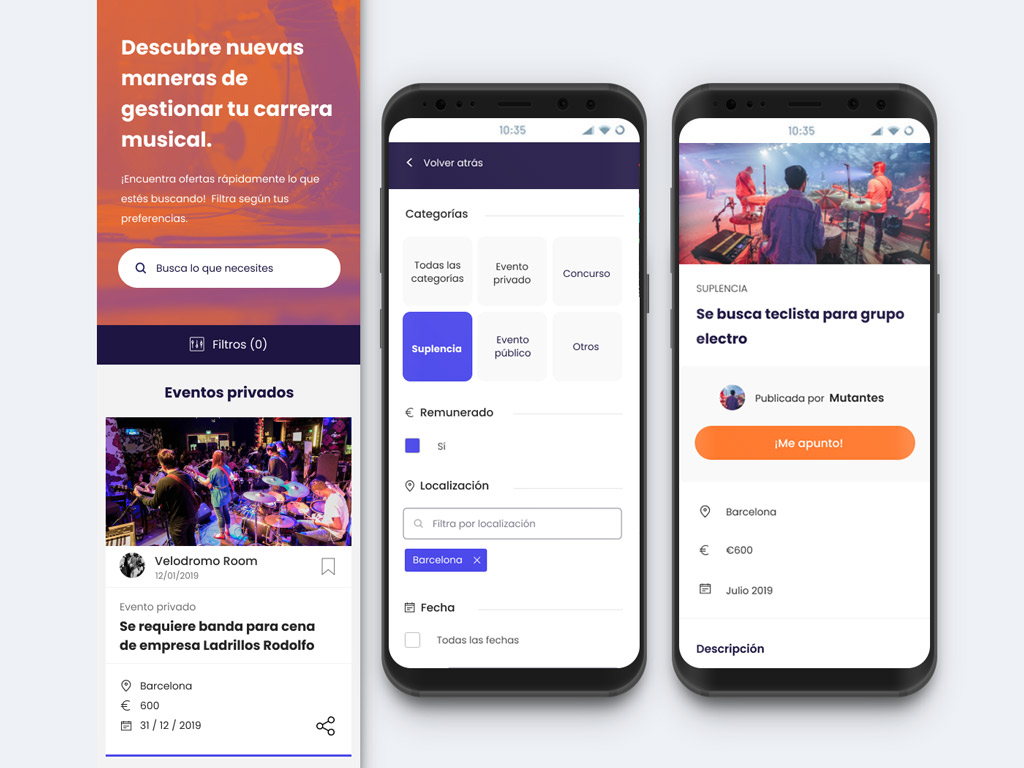 Descubre nuevas
maneras de
gestionar tu carrera
musical.
¡Encuentra ofertas rápidamente lo que
estés buscando! Filtra según tus
preferencias.
Busca lo que necesites
Filtros (0)
Eventos privados
Velodromo Room
12/01/2019
Evento privado
Se requiere banda para cena
de empresa Ladrillos Rodolfo
Barcelona
€ 600
31 / 12 / 2019
10:35
Volver atrás
Categorías
Todas las
categorías
Evento
privado
Concurso
Suplencia
Evento
público
Otros
€ Remunerado
Sí
Localización
Filtra por localización
Barcelona
Fecha
Todas las fechas
10:35
SUPLENCIA
Se busca teclista para grupo
electro
Publicada por Mutantes
¡Me apunto!
Barcelona
€ €600
Julio 2019
Descripción